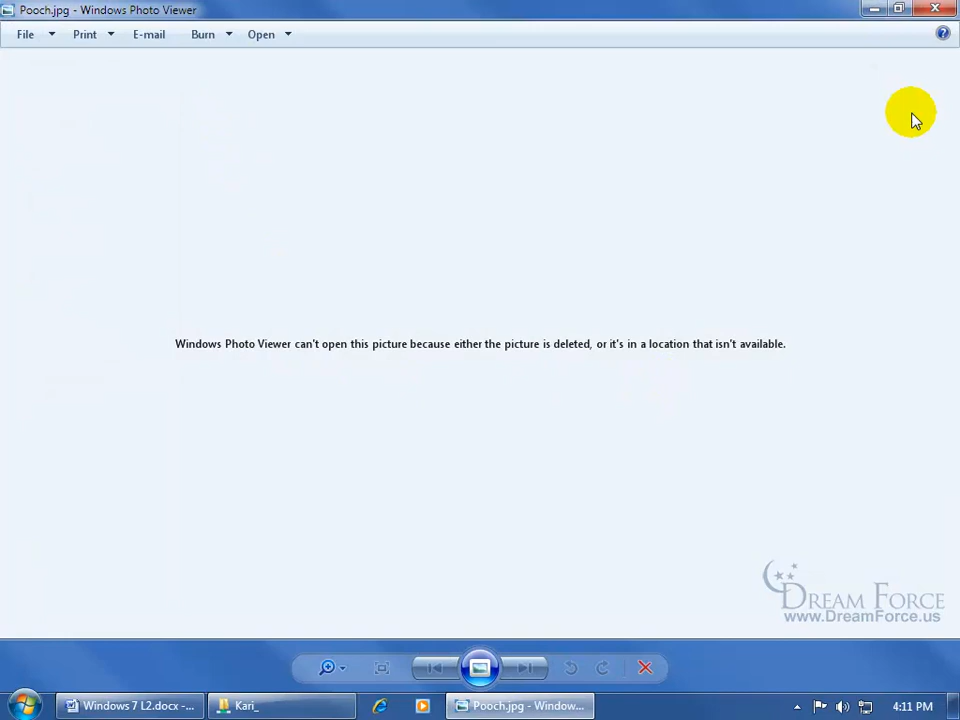 Pooch.jpg - Windows Photo Viewer
File Print E-mail Burn Open
Windows Photo Viewer can't open this picture because either the picture is deleted, or it's in a location that isn't available.
DREAM FORCE
www.DreamForce.us
Windows 7 L2.docx -... Kari_ Pooch.jpg - Window... 4:11 PM